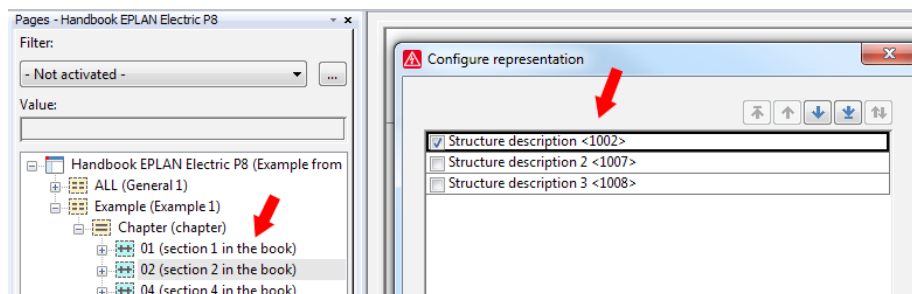 Pages - Handbook EPLAN Electric P8
Filter:
- Not activated -
...
Value:
Handbook EPLAN Electric P8 (Example from
ALL (General 1)
Example (Example 1)
Chapter (chapter)
01 (section 1 in the book)
02 (section 2 in the book)
04 (section 4 in the book)
Configure representation
Structure description <1002>
Structure description 2 <1007>
Structure description 3 <1008>